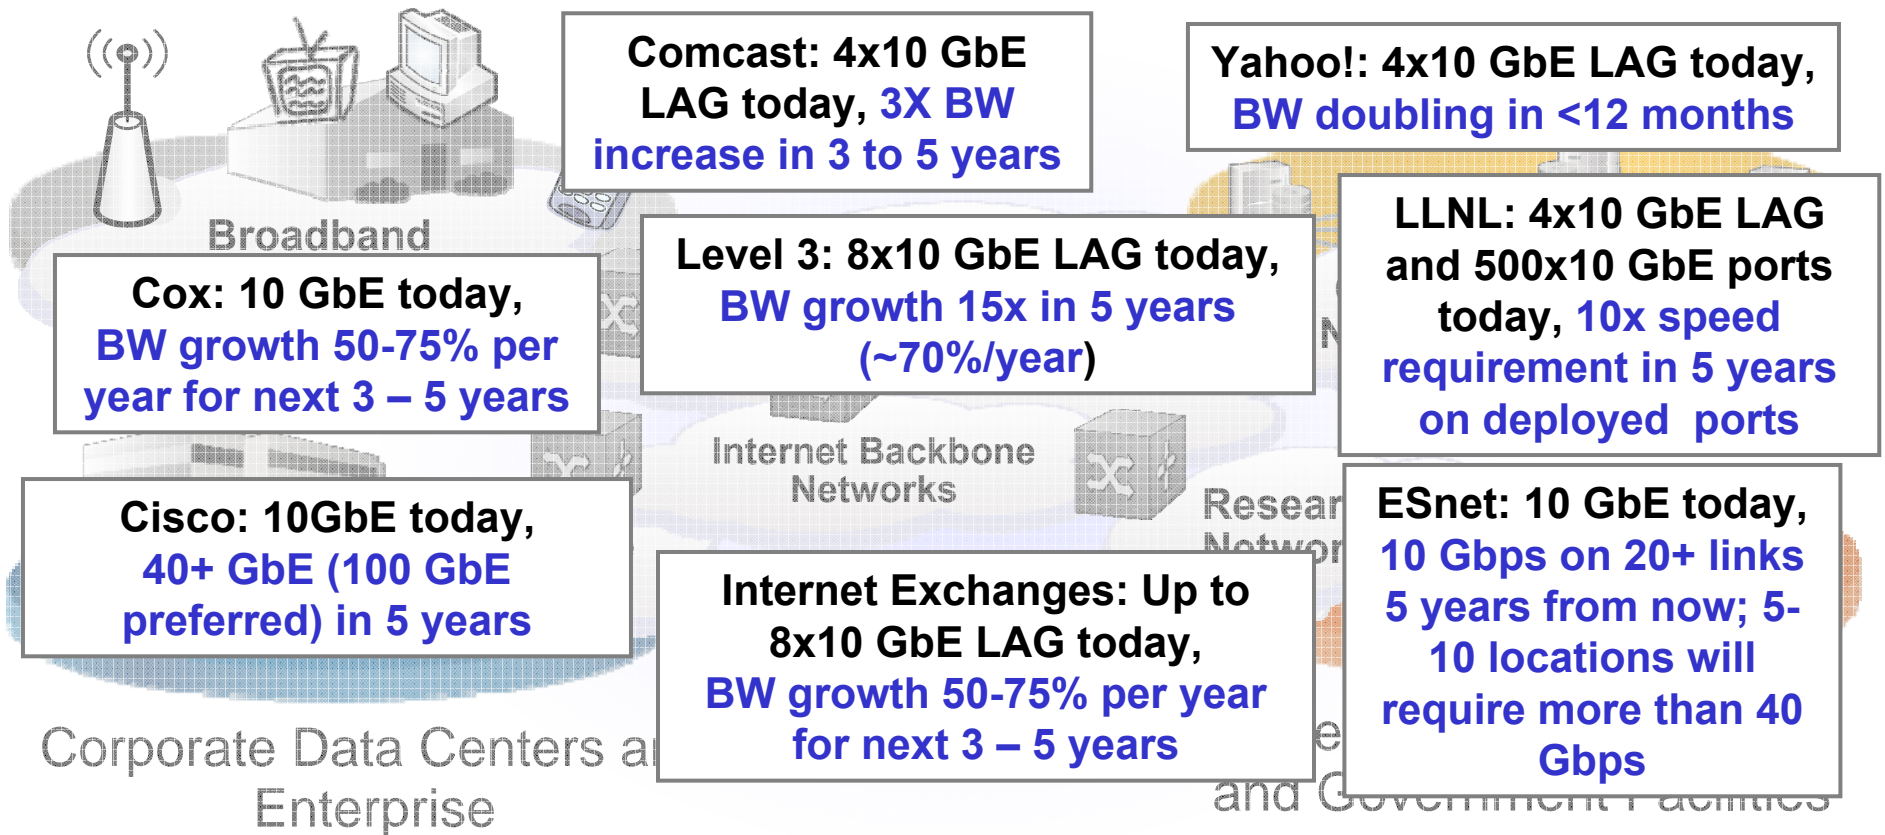 Comcast: 4x10 GbE
LAG today, 3X BW
increase in 3 to 5 years
Yahoo!: 4x10 GbE LAG today,
BW doubling in <12 months
Broadband
Cox: 10 GbE today,
BW growth 50-75% per
year for next 3 – 5 years
Level 3: 8x10 GbE LAG today,
BW growth 15x in 5 years
(~70%/year)
LLNL: 4x10 GbE LAG
and 500x10 GbE ports
today, 10x speed
requirement in 5 years
on deployed ports
Internet Backbone
Networks
Cisco: 10GbE today,
40+ GbE (100 GbE
preferred) in 5 years
Internet Exchanges: Up to
8x10 GbE LAG today,
BW growth 50-75% per year
for next 3 – 5 years
ESnet: 10 GbE today,
10 Gbps on 20+ links
5 years from now; 5-
10 locations will
require more than 40
Gbps
Corporate Data Centers
Enterprise
and Government Facilities